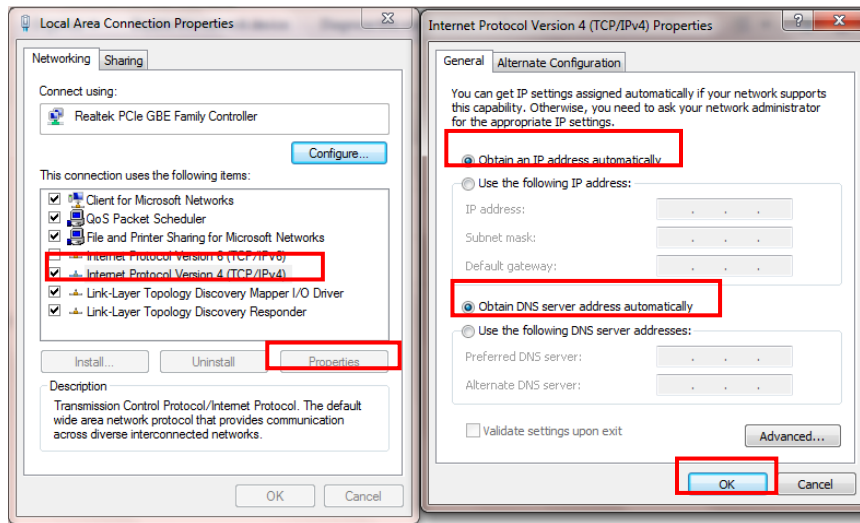 Local Area Connection Properties
Networking
Sharing
Connect using:
Realtek PCIe GBE Family Controller
Configure...
This connection uses the following items:
Client for Microsoft Networks
QoS Packet Scheduler
File and Printer Sharing for Microsoft Networks
Internet Protocol Version 6 (TCP/IPv6)
Internet Protocol Version 4 (TCP/IPv4)
Link-Layer Topology Discovery Mapper I/O Driver
Link-Layer Topology Discovery Responder
Install...
Uninstall
Properties
Description
Transmission Control Protocol/Internet Protocol. The default
wide area network protocol that provides communication
across diverse interconnected networks.
OK
Cancel
Internet Protocol Version 4 (TCP/IPv4) Properties
General
Alternate Configuration
You can get IP settings assigned automatically if your network supports
this capability. Otherwise, you need to ask your network administrator
for the appropriate IP settings.
Obtain an IP address automatically
Use the following IP address:
IP address:
Subnet mask:
Default gateway:
Obtain DNS server address automatically
Use the following DNS server addresses:
Preferred DNS server:
Alternate DNS server:
Validate settings upon exit
Advanced...
OK
Cancel